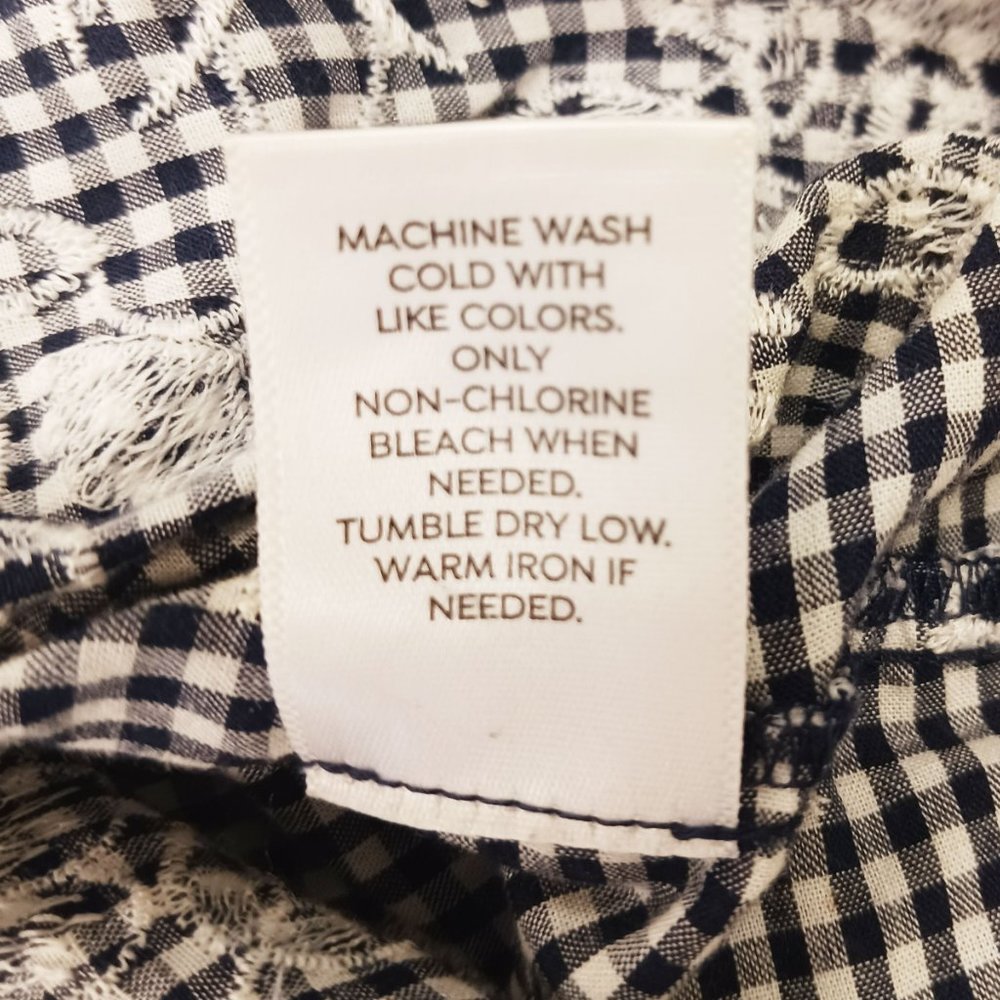 MACHINE WASH
COLD WITH
LIKE COLORS.
ONLY
NON-CHLORINE
BLEACH WHEN
NEEDED.
TUMBLE DRY LOW.
WARM IRON IF
NEEDED.